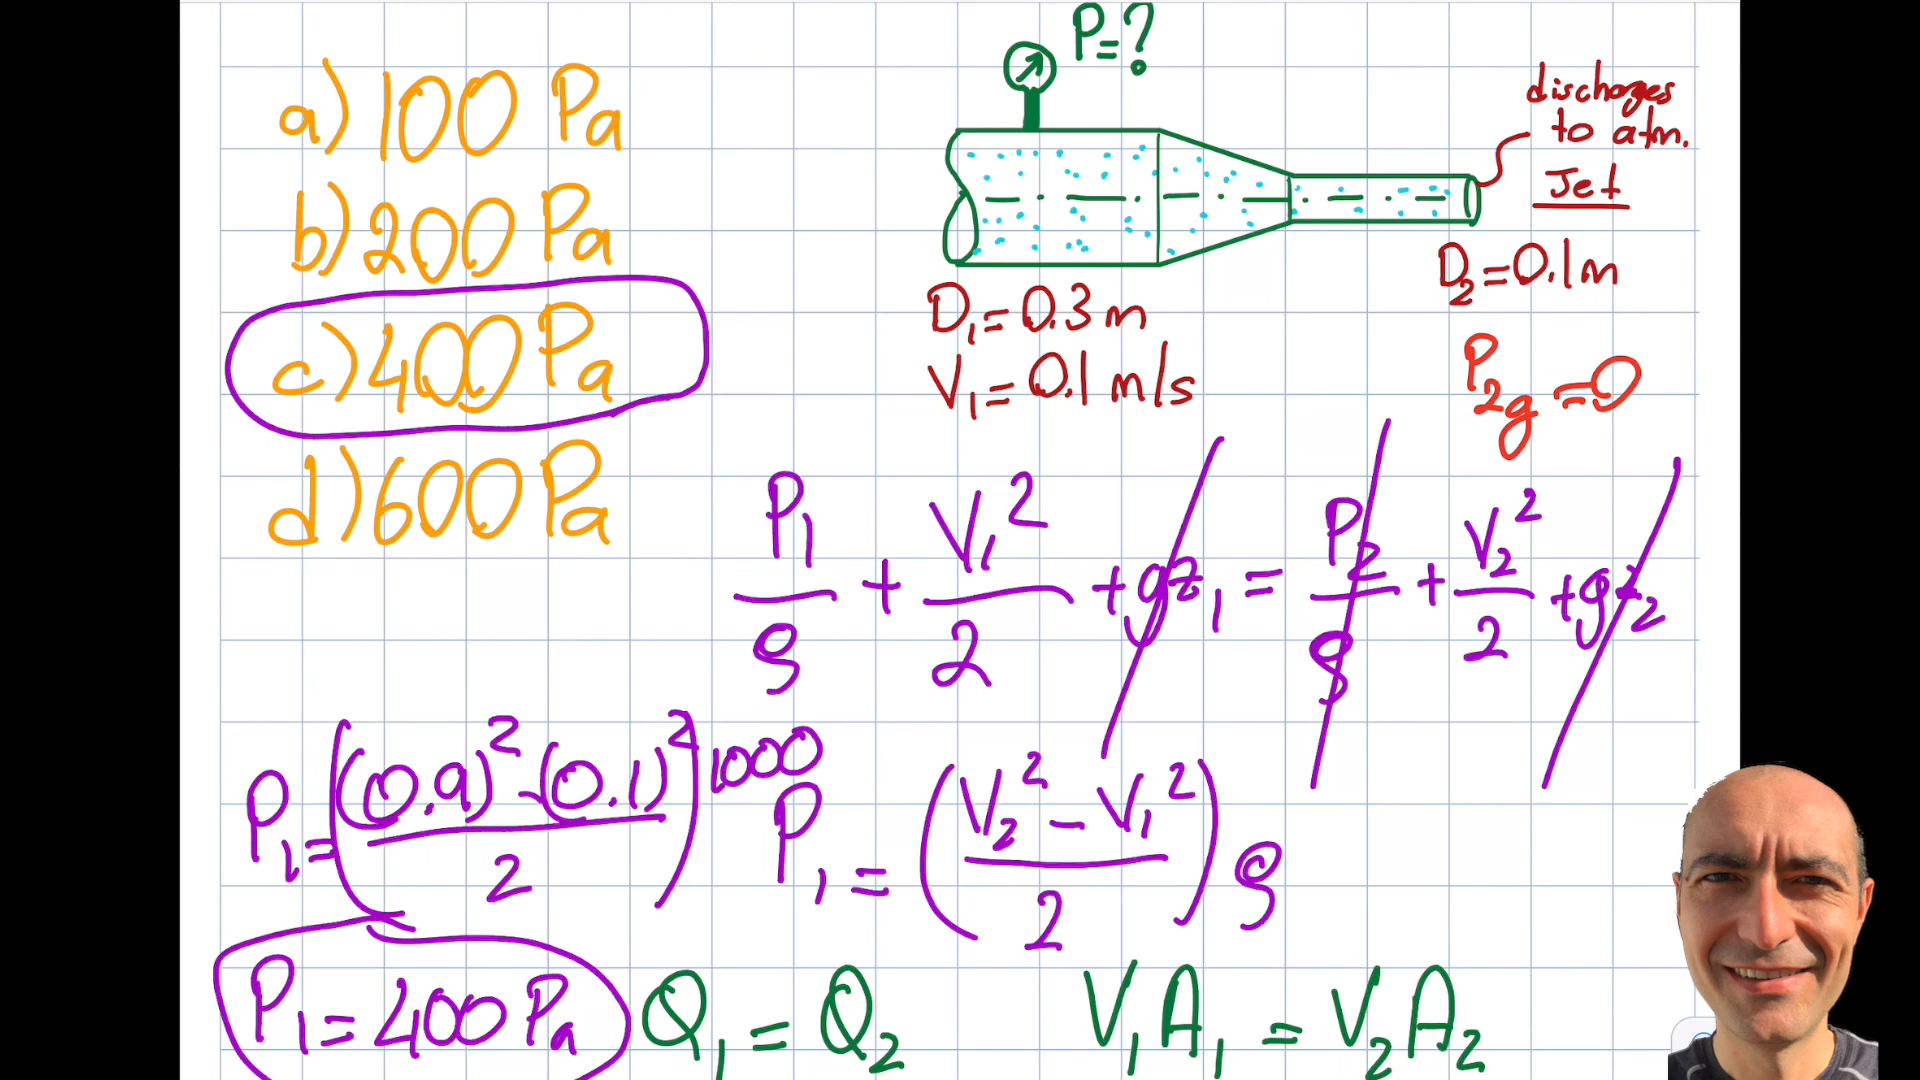 a) 100 Pa
b) 200 Pa
c) 400 Pa
d) 600 Pa
P=?
discharges
to atm.
Jet
D₁ = 0.3 m
V₁ = 0.1 m/s
D₂ = 0.1 m
P₂g = 0
P₁/ρ + V₁²/2 + gz₁ = P₂/ρ + V₂²/2 + gz₂
P₁ = ((V₂² - V₁²)/2) ρ
P₁ = (((0.9)² - (0.1)²)/2) 1000
P₁ = 400 Pa
Q₁ = Q₂
V₁A₁ = V₂A₂